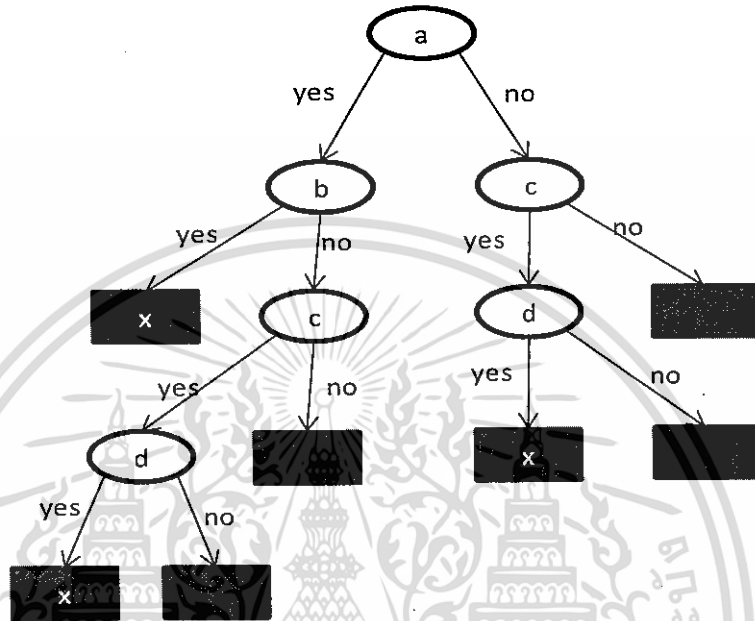 a
yes no
b c
yes no yes no
x c d
yes no yes no
d x
yes no
x